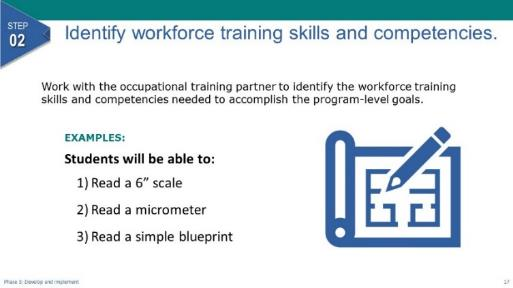 STEP
02
Identify workforce training skills and competencies.
Work with the occupational training partner to identify the workforce training
skills and competencies needed to accomplish the program-level goals.
EXAMPLES:
Students will be able to:
1) Read a 6” scale
2) Read a micrometer
3) Read a simple blueprint
Develop and Implement
17